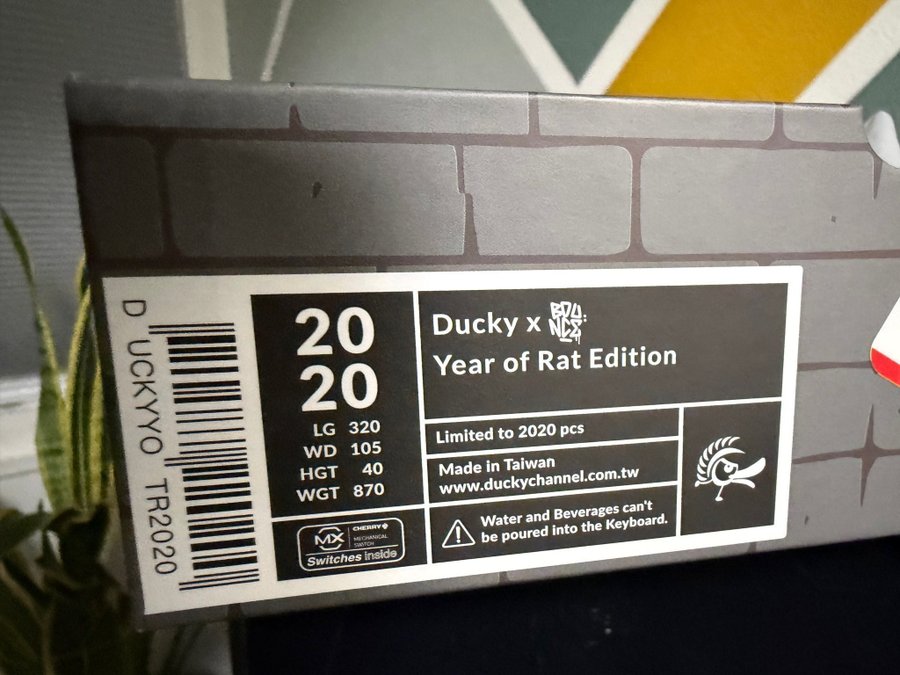 D UCKYYO TR2020
20
20
LG 320
WD 105
HGT 40
WGT 870
MX
CHERRY
MECHANICAL
SWITCH
Switches inside
Ducky x BOUNCE
Year of Rat Edition
Limited to 2020 pcs
Made in Taiwan
www.duckychannel.com.tw
Water and Beverages can't
be poured into the Keyboard.